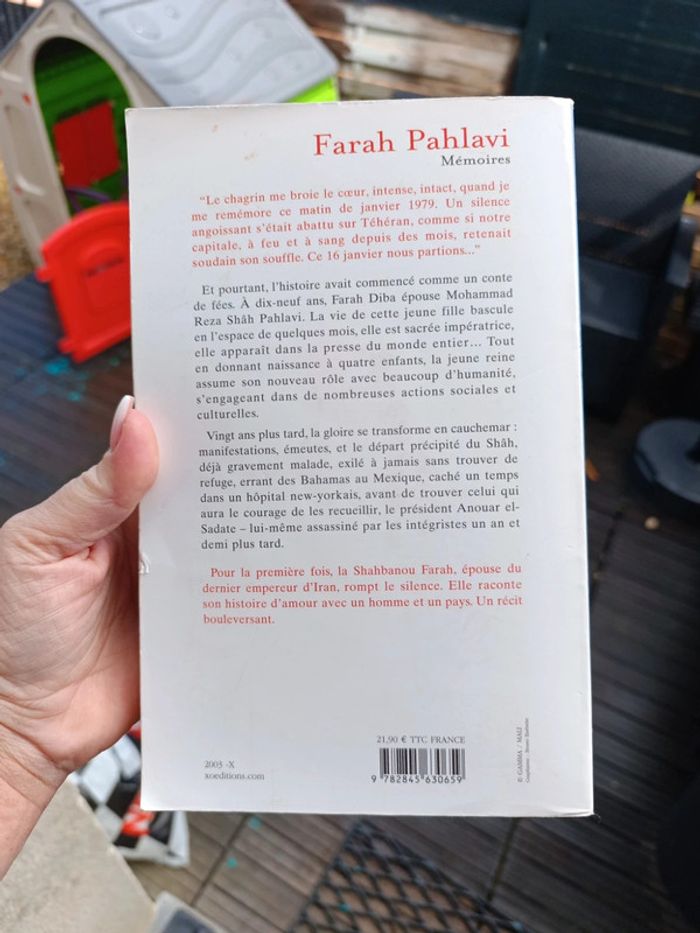 Farah Pahlavi
Mémoires
"Le chagrin me broie le cœur, intense, intact, quand je
me remémore ce matin de janvier 1979. Un silence
angoissant s'était abattu sur Téhéran, comme si notre
capitale, à feu et à sang depuis des mois, retenait
soudain son souffle. Ce 16 janvier nous partions..."
Et pourtant, l'histoire avait commencé comme un conte
de fées. À dix-neuf ans, Farah Diba épouse Mohammad
Reza Shâh Pahlavi. La vie de cette jeune fille bascule
en l'espace de quelques mois, elle est sacrée impératrice,
elle apparaît dans la presse du monde entier... Tout
en donnant naissance à quatre enfants, la jeune reine
assume son nouveau rôle avec beaucoup d'humanité,
s'engageant dans de nombreuses actions sociales et
culturelles.
Vingt ans plus tard, la gloire se transforme en cauchemar :
manifestations, émeutes, et le départ précipité du Shâh,
déjà gravement malade, exilé à jamais sans trouver de
refuge, errant des Bahamas au Mexique, caché un temps
dans un hôpital new-yorkais, avant de trouver celui qui
aura le courage de les recueillir, le président Anouar el-
Sadate – lui-même assassiné par les intégristes un an et
demi plus tard.
Pour la première fois, la Shahbanou Farah, épouse du
dernier empereur d'Iran, rompt le silence. Elle raconte
son histoire d'amour avec un homme et un pays. Un récit
bouleversant.
21,90 € TTC FRANCE
2003 -X
xoeditions.com
9 782845 630659
© GAMMA / MALI